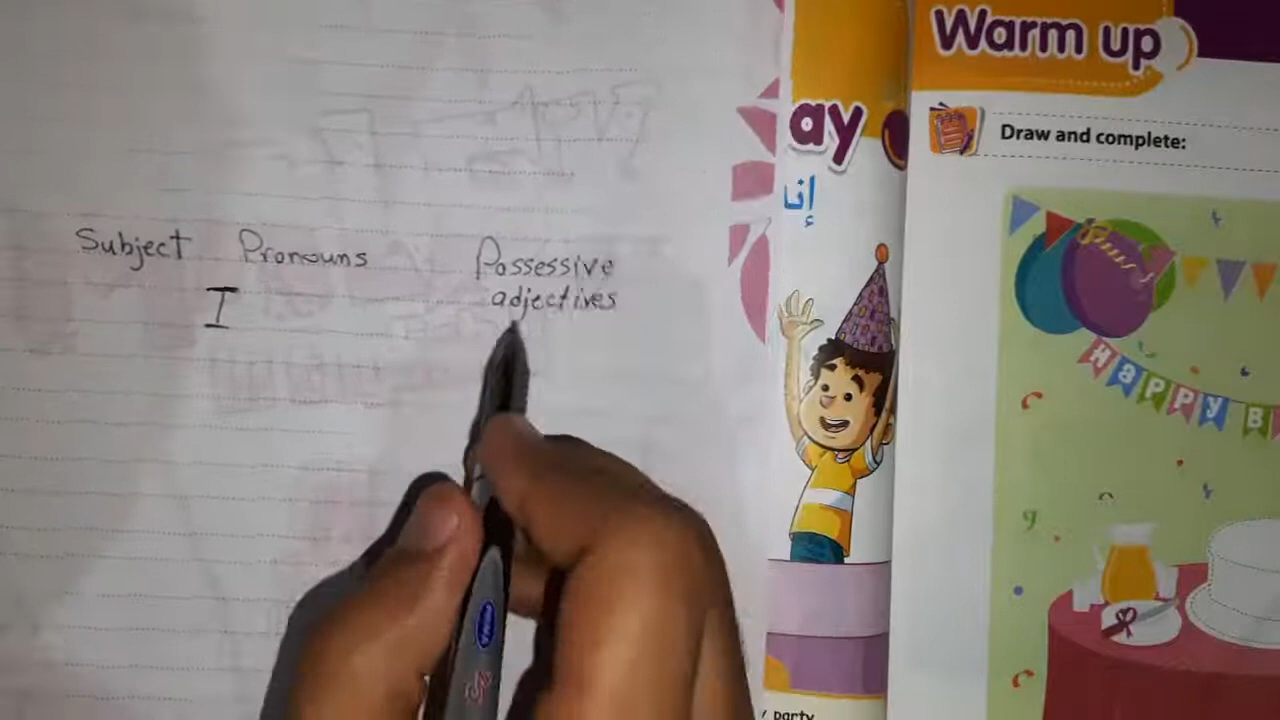 Subject Pronouns
I
Possessive
adjectives
ay
إنا
party
Warm up
Draw and complete:
HAPPY B